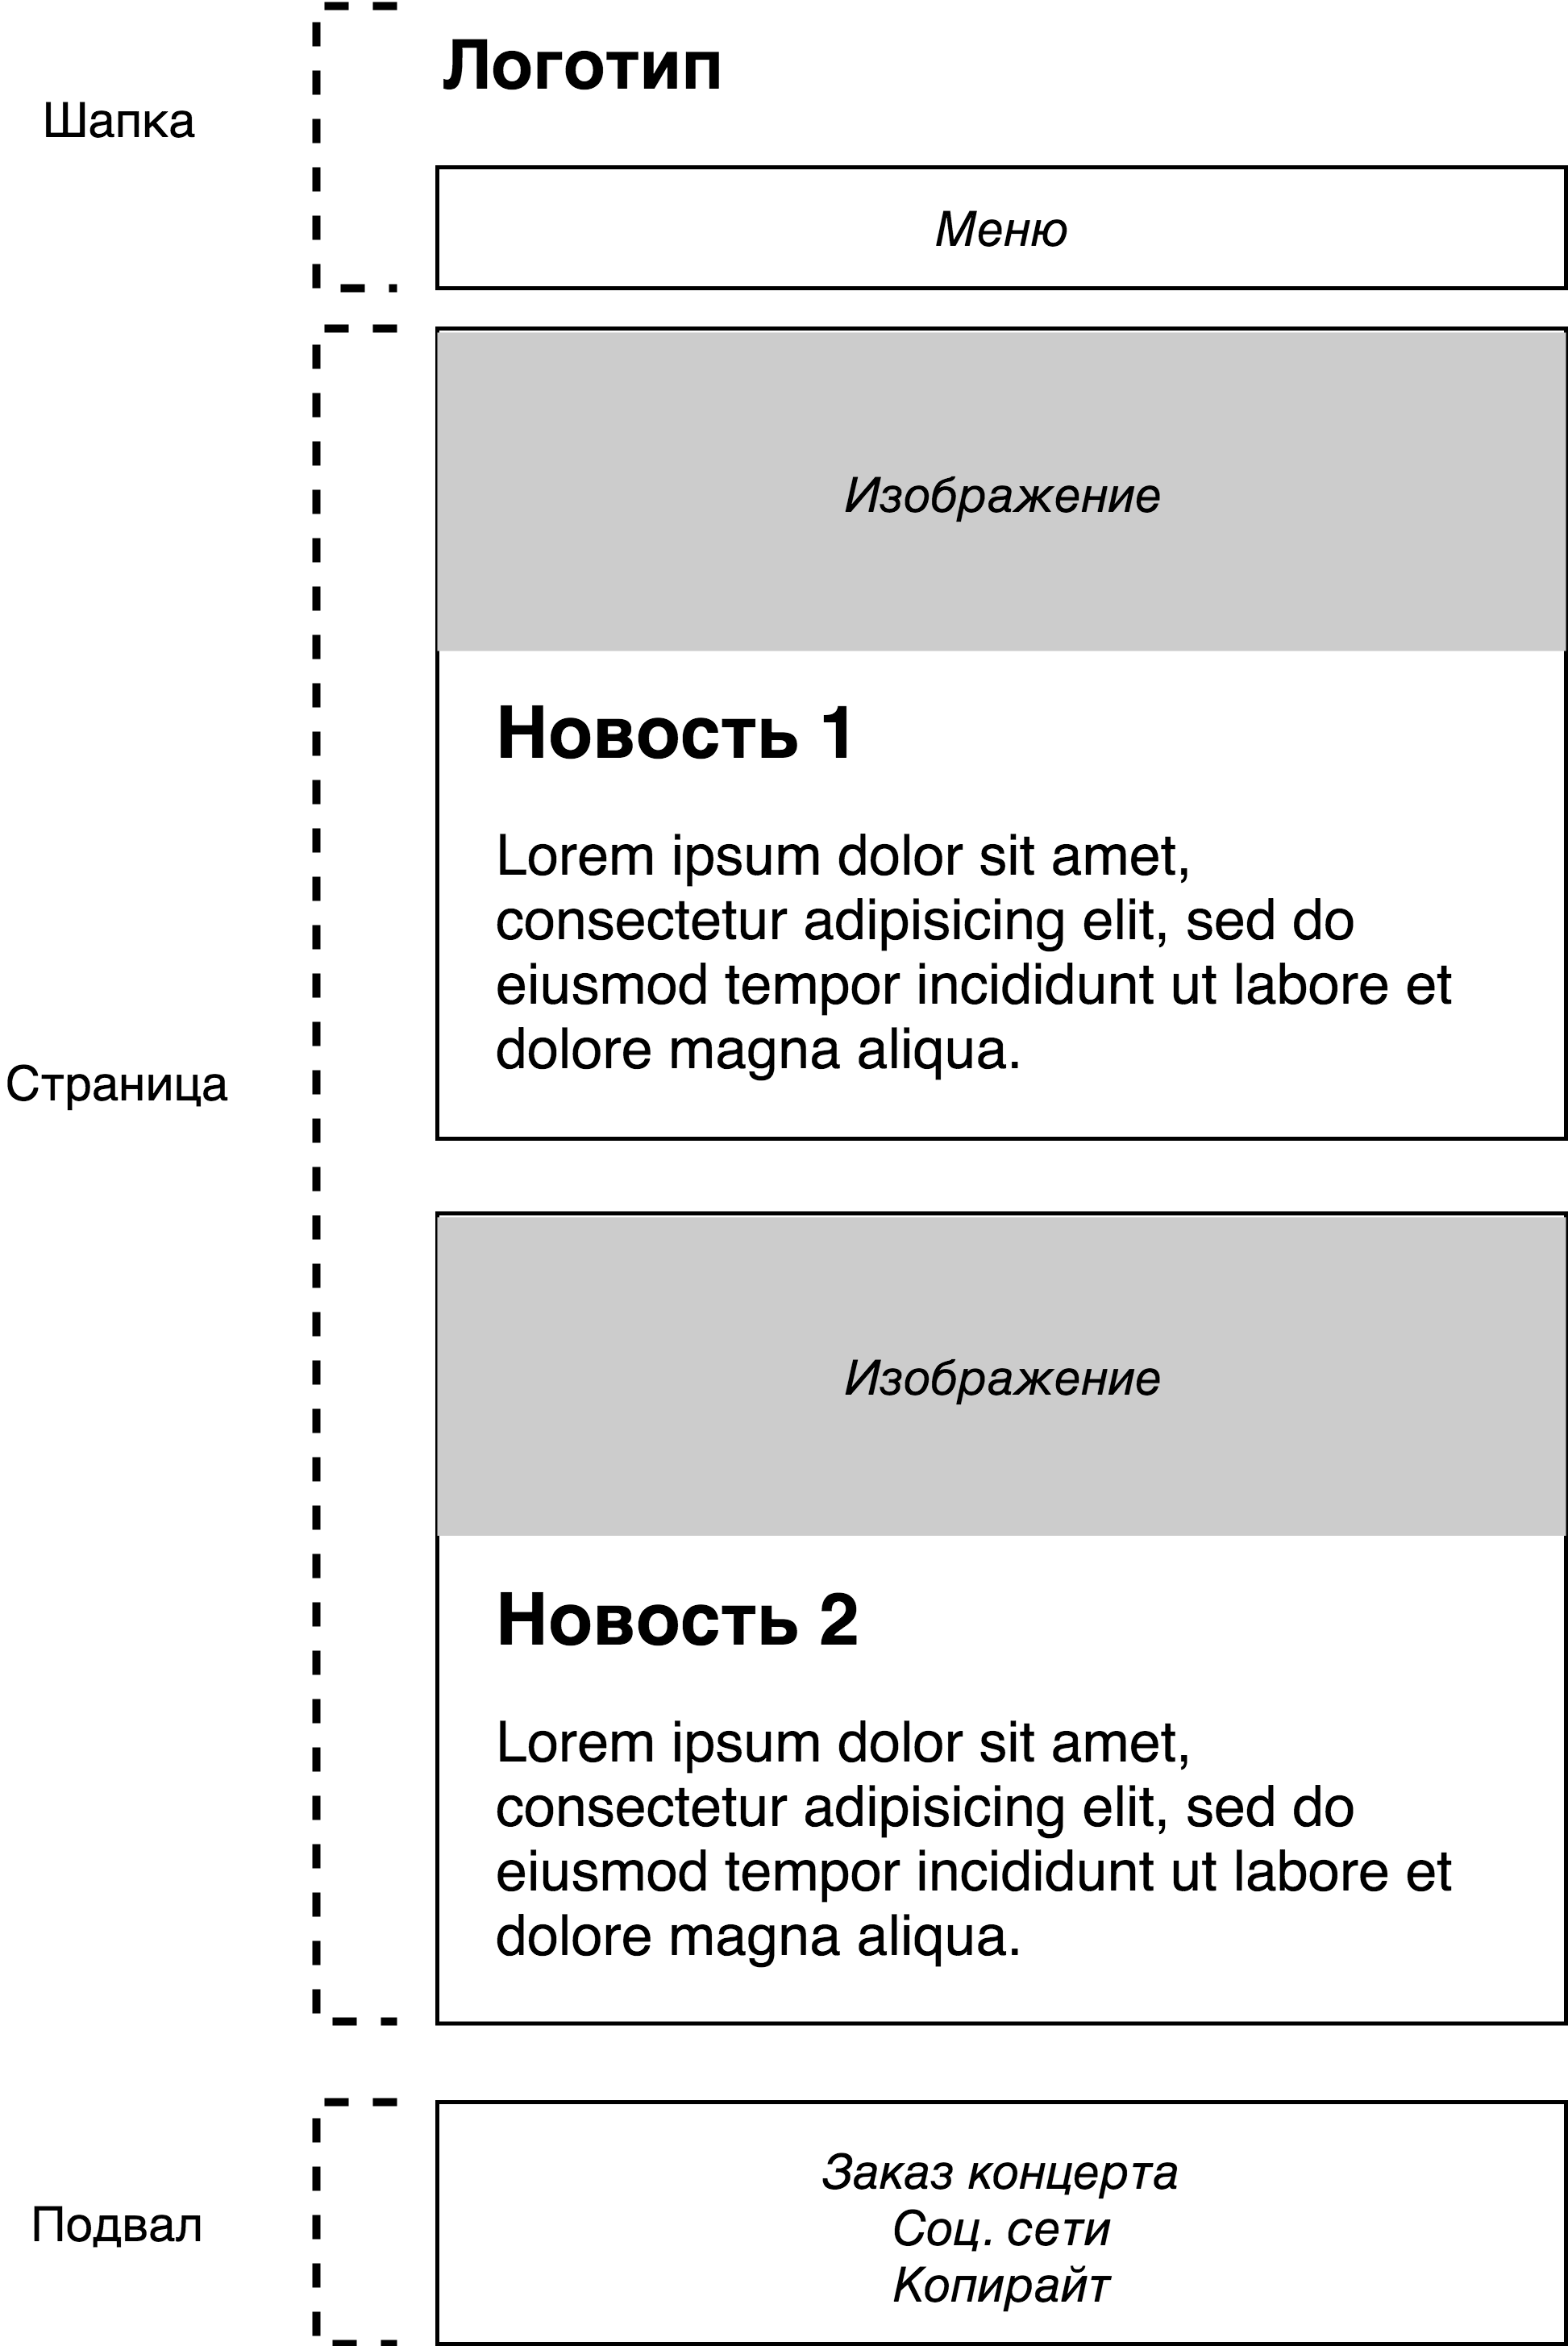 Логотип
Шапка
Меню
Изображение
Новость 1
Lorem ipsum dolor sit amet,
consectetur adipisicing elit, sed do
eiusmod tempor incididunt ut labore et
dolore magna aliqua.
Страница
Изображение
Новость 2
Lorem ipsum dolor sit amet,
consectetur adipisicing elit, sed do
eiusmod tempor incididunt ut labore et
dolore magna aliqua.
Подвал
Заказ концерта
Соц. сети
Копирайт